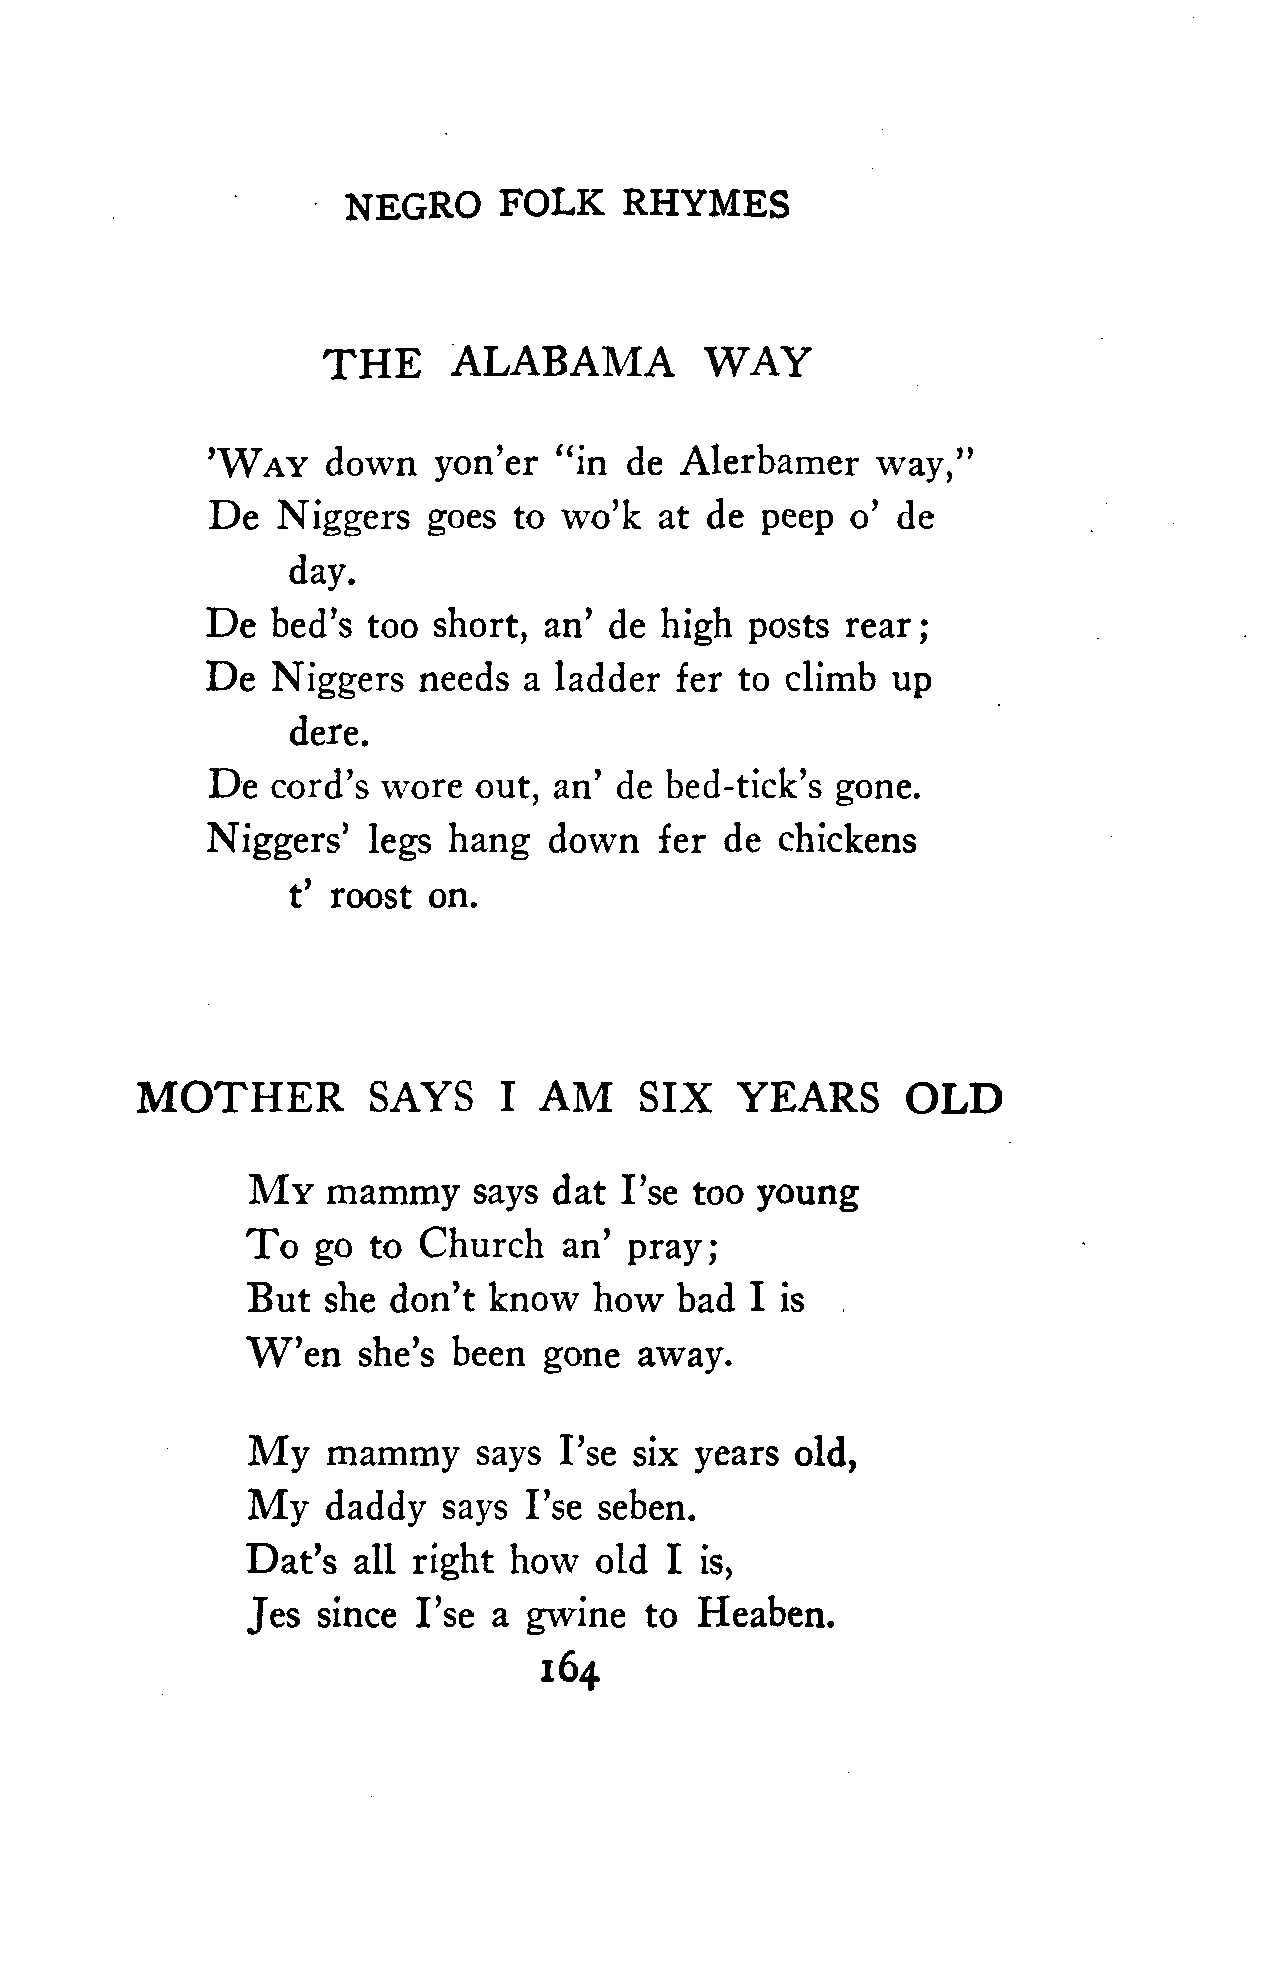 NEGRO FOLK RHYMES
THE ALABAMA WAY
'WAY down yon'er "in de Alerbamer way,"
De Niggers goes to wo'k at de peep o' de
day.
De bed's too short, an' de high posts rear;
De Niggers needs a ladder fer to climb up
dere.
De cord's wore out, an' de bed-tick's gone.
Niggers' legs hang down fer de chickens
t' roost on.
MOTHER SAYS I AM SIX YEARS OLD
MY mammy says dat I'se too young
To go to Church an' pray;
But she don't know how bad I is
W'en she's been gone away.
My mammy says I'se six years old,
My daddy says I'se seben.
Dat's all right how old I is,
Jes since I'se a gwine to Heaben.
164